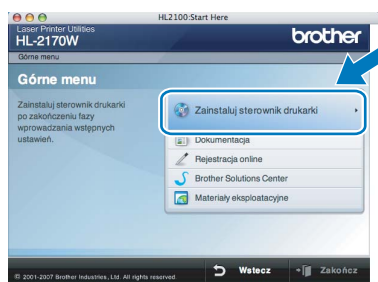 HL2100:Start Here
Laser Printer Utilities
HL-2170W
brother
Górne menu
Górne menu
Zainstaluj sterownik drukarki
po zakończeniu fazy
wprowadzania wstępnych
ustawień.
Zainstaluj sterownik drukarki
Dokumentacja
Rejestracja online
Brother Solutions Center
Materiały eksploatacyjne
© 2001-2007 Brother Industries, Ltd. All rights reserved
Wstecz
Zakończ